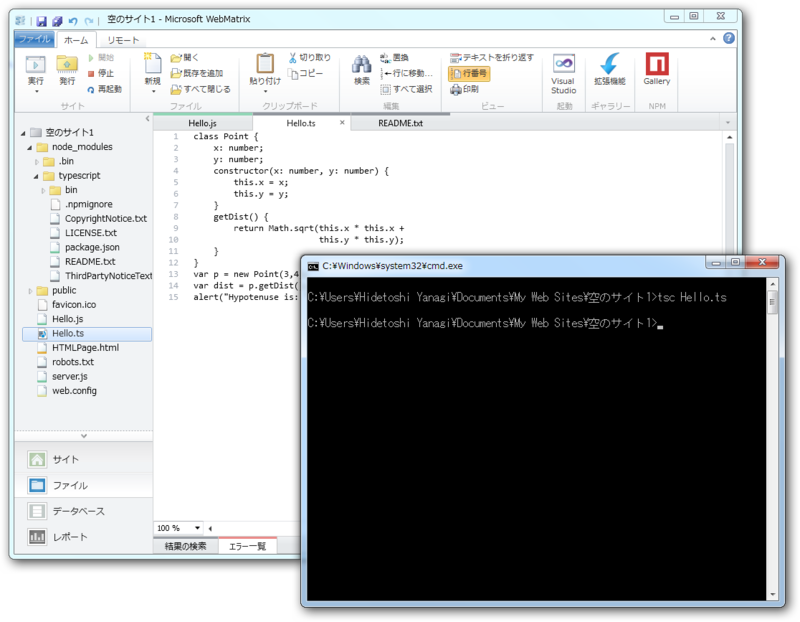 空のサイト1 - Microsoft WebMatrix
ファイル ホーム リモート
実行
発行
開始
停止
再起動
サイト
新規
開く
既存を追加
すべて閉じる
ファイル
貼り付け
切り取り
コピー
クリップボード
検索
置換
行に移動...
すべて選択
編集
テキストを折り返す
行番号
印刷
ビュー
Visual
Studio
起動
拡張機能
ギャラリー
Gallery
NPM
空のサイト1
node_modules
.bin
typescript
bin
.npmignore
CopyrightNotice.txt
LICENSE.txt
package.json
README.txt
ThirdPartyNoticeText
public
favicon.ico
Hello.js
Hello.ts
HTMLPage.html
robots.txt
server.js
web.config
サイト
ファイル
データベース
レポート
Hello.js Hello.ts README.txt
1 class Point {
2 x: number;
3 y: number;
4 constructor(x: number, y: number) {
5 this.x = x;
6 this.y = y;
7 }
8 getDist() {
9 return Math.sqrt(this.x * this.x +
10 this.y * this.y);
11 }
12 }
13 var p = new Point(3,4
14 var dist = p.getDist(
15 alert("Hypotenuse is:
100 %
結果の検索 エラー一覧
C:¥Windows¥system32¥cmd.exe
C:¥Users¥Hidetoshi Yanagi¥Documents¥My Web Sites¥空のサイト1>tsc Hello.ts
C:¥Users¥Hidetoshi Yanagi¥Documents¥My Web Sites¥空のサイト1>